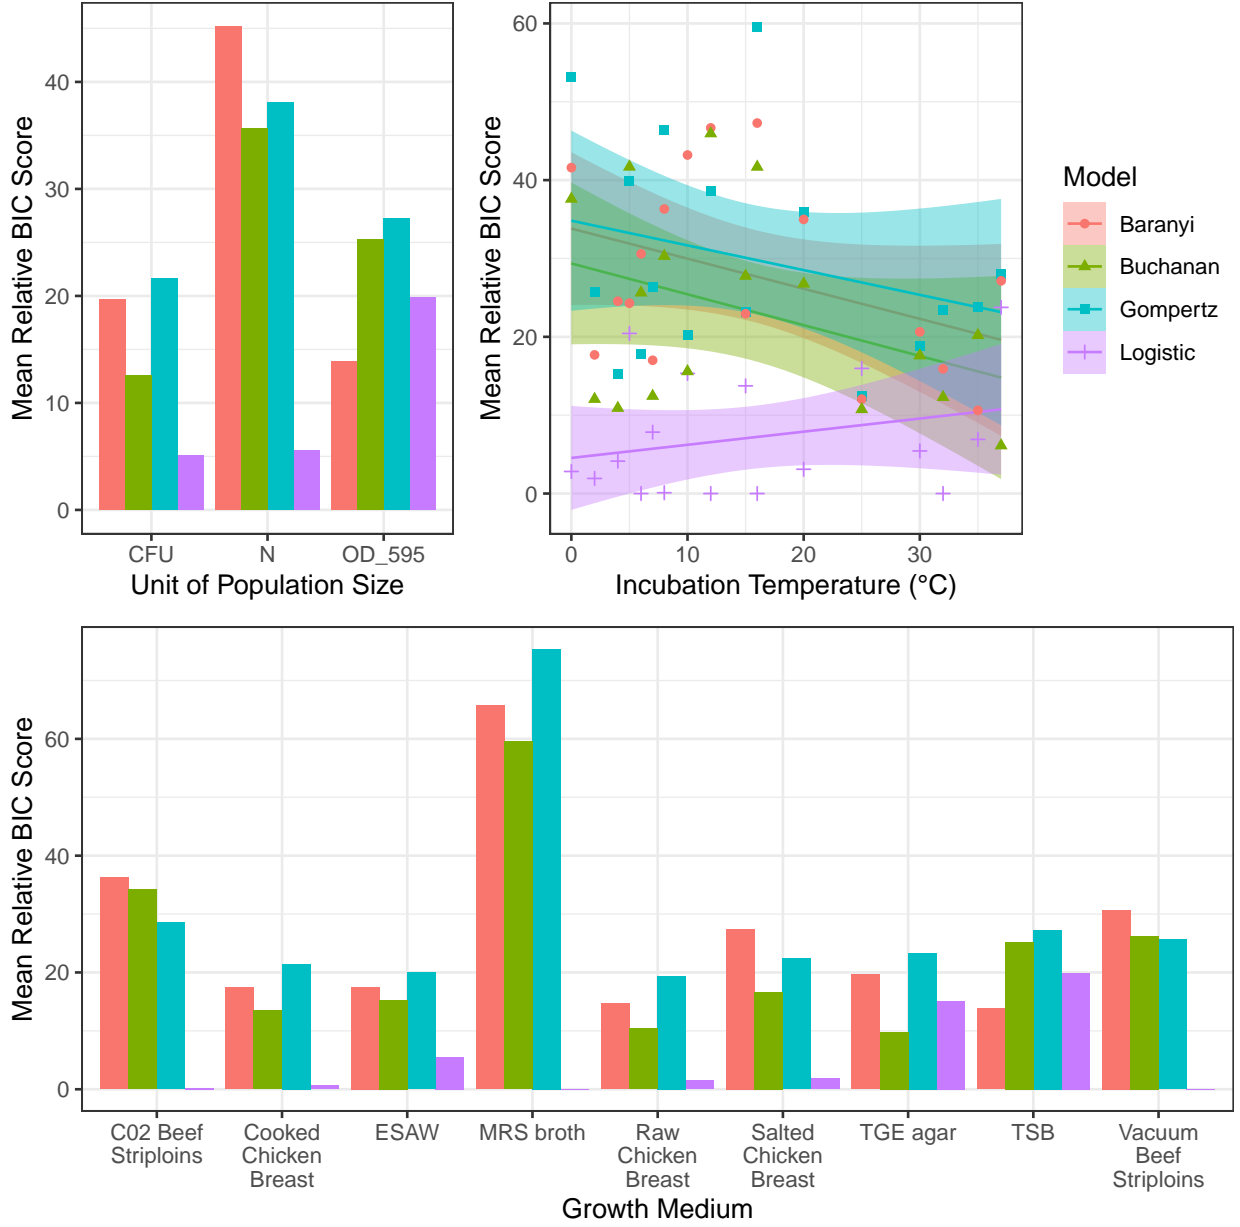 Mean Relative BIC Score
40
30
20
10
0
CFU N OD_595
Unit of Population Size
Mean Relative BIC Score
60
40
20
0
0 10 20 30
Incubation Temperature (°C)
Model
Baranyi
Buchanan
Gompertz
Logistic
Mean Relative BIC Score
60
40
20
0
C02 Beef
Striploins
Cooked
Chicken
Breast
ESAW
MRS broth
Raw
Chicken
Breast
Salted
Chicken
Breast
TGE agar
TSB
Vacuum
Beef
Striploins
Growth Medium